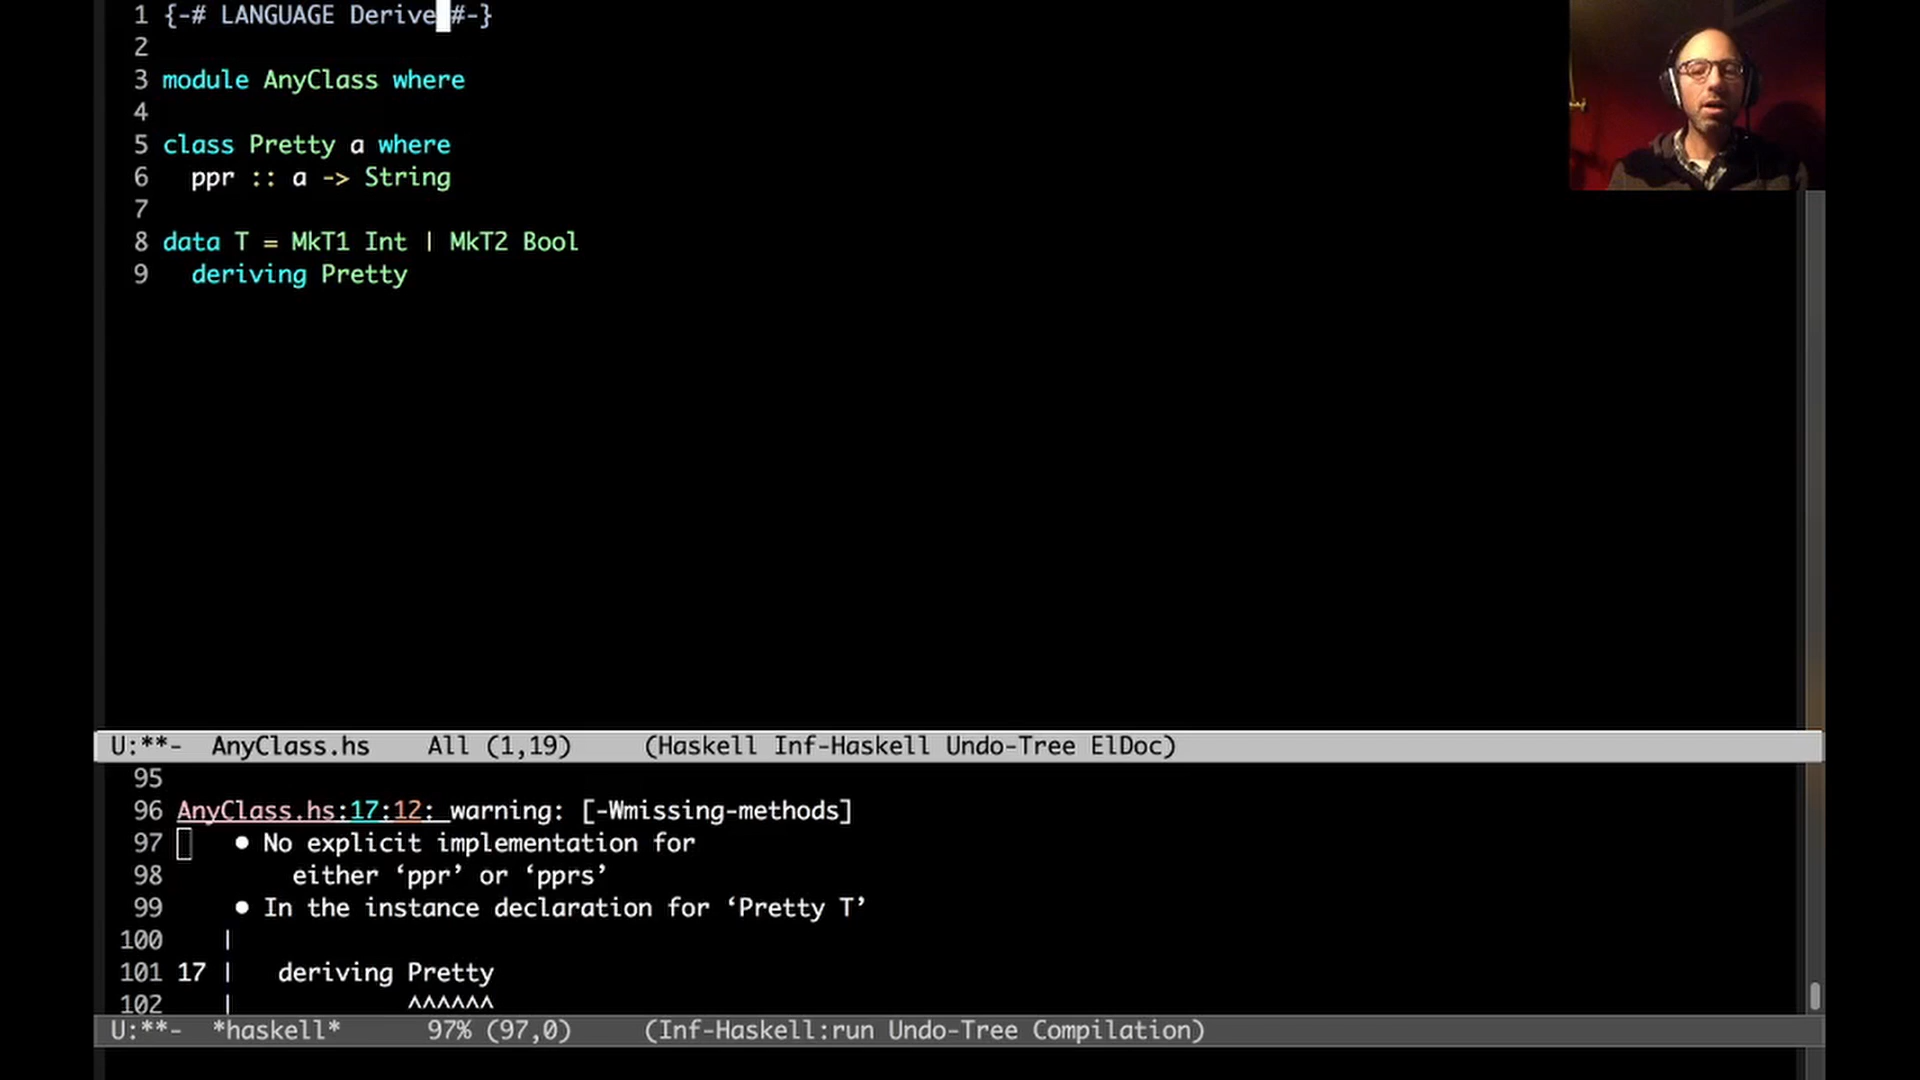 1 {-# LANGUAGE Derive #-}
2
3 module AnyClass where
4
5 class Pretty a where
6   ppr :: a -> String
7
8 data T = MkT1 Int | MkT2 Bool
9   deriving Pretty
U:**-  AnyClass.hs    All (1,19)     (Haskell Inf-Haskell Undo-Tree ElDoc)
95
96 AnyClass.hs:17:12: warning: [-Wmissing-methods]
97     • No explicit implementation for
98         either ‘ppr’ or ‘pprs’
99     • In the instance declaration for ‘Pretty T’
100    |
101 17 |   deriving Pretty
102    |            ^^^^^^
U:**-  *haskell*      97% (97,0)     (Inf-Haskell:run Undo-Tree Compilation)